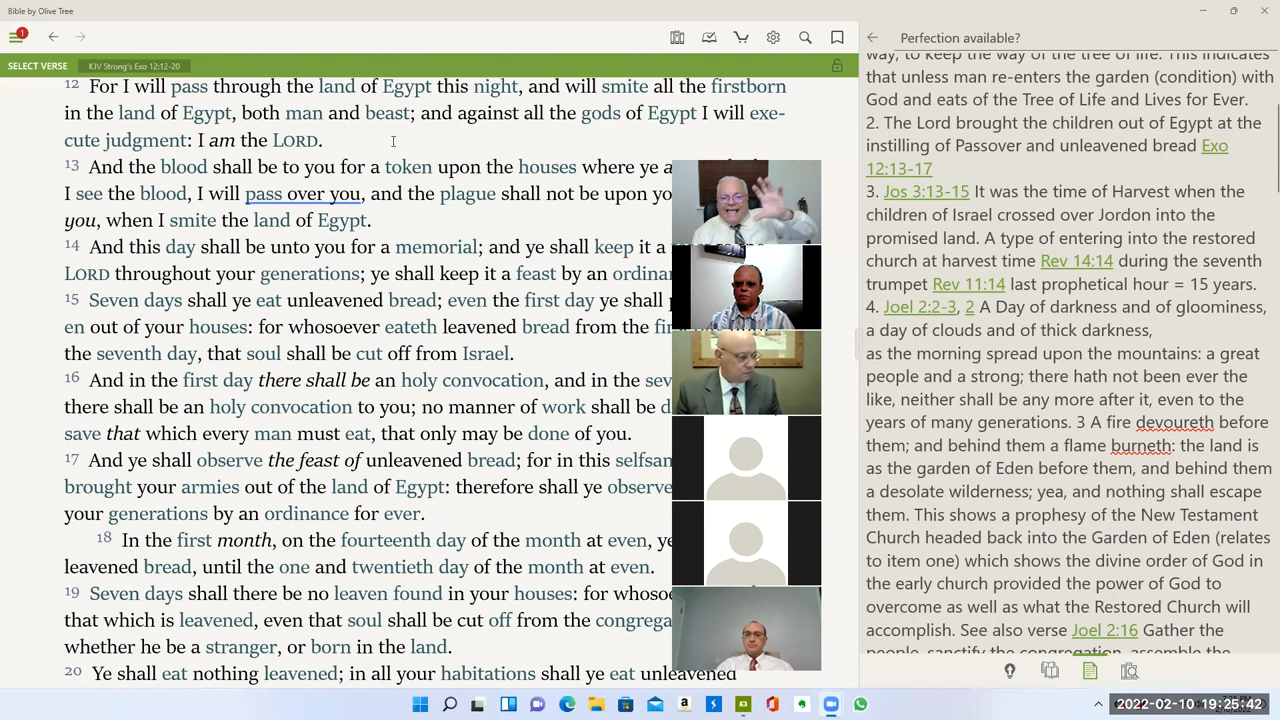 Bible by Olive Tree
1
SELECT VERSE
KJV Strong's Exo 12:12-20
12 For I will pass through the land of Egypt this night, and will smite all the firstborn
in the land of Egypt, both man and beast; and against all the gods of Egypt I will exe-
cute judgment: I am the LORD.
13 And the blood shall be to you for a token upon the houses where ye a
I see the blood, I will pass over you, and the plague shall not be upon yo
you, when I smite the land of Egypt.
14 And this day shall be unto you for a memorial; and ye shall keep it a
LORD throughout your generations; ye shall keep it a feast by an ordinan
15 Seven days shall ye eat unleavened bread; even the first day ye shall p
en out of your houses: for whosoever eateth leavened bread from the fir
the seventh day, that soul shall be cut off from Israel.
16 And in the first day there shall be an holy convocation, and in the sev
there shall be an holy convocation to you; no manner of work shall be d
save that which every man must eat, that only may be done of you.
17 And ye shall observe the feast of unleavened bread; for in this selfsam
brought your armies out of the land of Egypt: therefore shall ye observe
your generations by an ordinance for ever.
18 In the first month, on the fourteenth day of the month at even, ye
leavened bread, until the one and twentieth day of the month at even.
19 Seven days shall there be no leaven found in your houses: for whosoe
that which is leavened, even that soul shall be cut off from the congrega
whether he be a stranger, or born in the land.
20 Ye shall eat nothing leavened; in all your habitations shall ye eat unleavened
Perfection available?
way, to keep the way of the tree of life. This indicates
that unless man re-enters the garden (condition) with
God and eats of the Tree of Life and Lives for Ever.
2. The Lord brought the children out of Egypt at the
instilling of Passover and unleavened bread Exo
12:13-17
3. Jos 3:13-15 It was the time of Harvest when the
children of Israel crossed over Jordon into the
promised land. A type of entering into the restored
church at harvest time Rev 14:14 during the seventh
trumpet Rev 11:14 last prophetical hour = 15 years.
4. Joel 2:2-3, 2 A Day of darkness and of gloominess,
a day of clouds and of thick darkness,
as the morning spread upon the mountains: a great
people and a strong; there hath not been ever the
like, neither shall be any more after it, even to the
years of many generations. 3 A fire devoureth before
them; and behind them a flame burneth: the land is
as the garden of Eden before them, and behind them
a desolate wilderness; yea, and nothing shall escape
them. This shows a prophesy of the New Testament
Church headed back into the Garden of Eden (relates
to item one) which shows the divine order of God in
the early church provided the power of God to
overcome as well as what the Restored Church will
accomplish. See also verse Joel 2:16 Gather the
people, sanctify the congregation, assemble the
2022-02-10 19:25:42